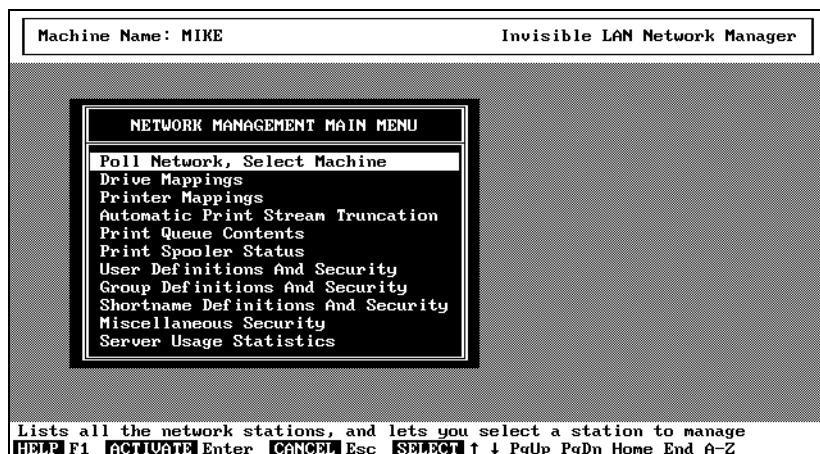 Machine Name: MIKE Invisible LAN Network Manager
NETWORK MANAGEMENT MAIN MENU
Poll Network, Select Machine
Drive Mappings
Printer Mappings
Automatic Print Stream Truncation
Print Queue Contents
Print Spooler Status
User Definitions And Security
Group Definitions And Security
Shortname Definitions And Security
Miscellaneous Security
Server Usage Statistics
Lists all the network stations, and lets you select a station to manage
HELP F1 ACTIVATE Enter CANCEL Esc SELECT ↑ ↓ PgUp PgDn Home End A-Z